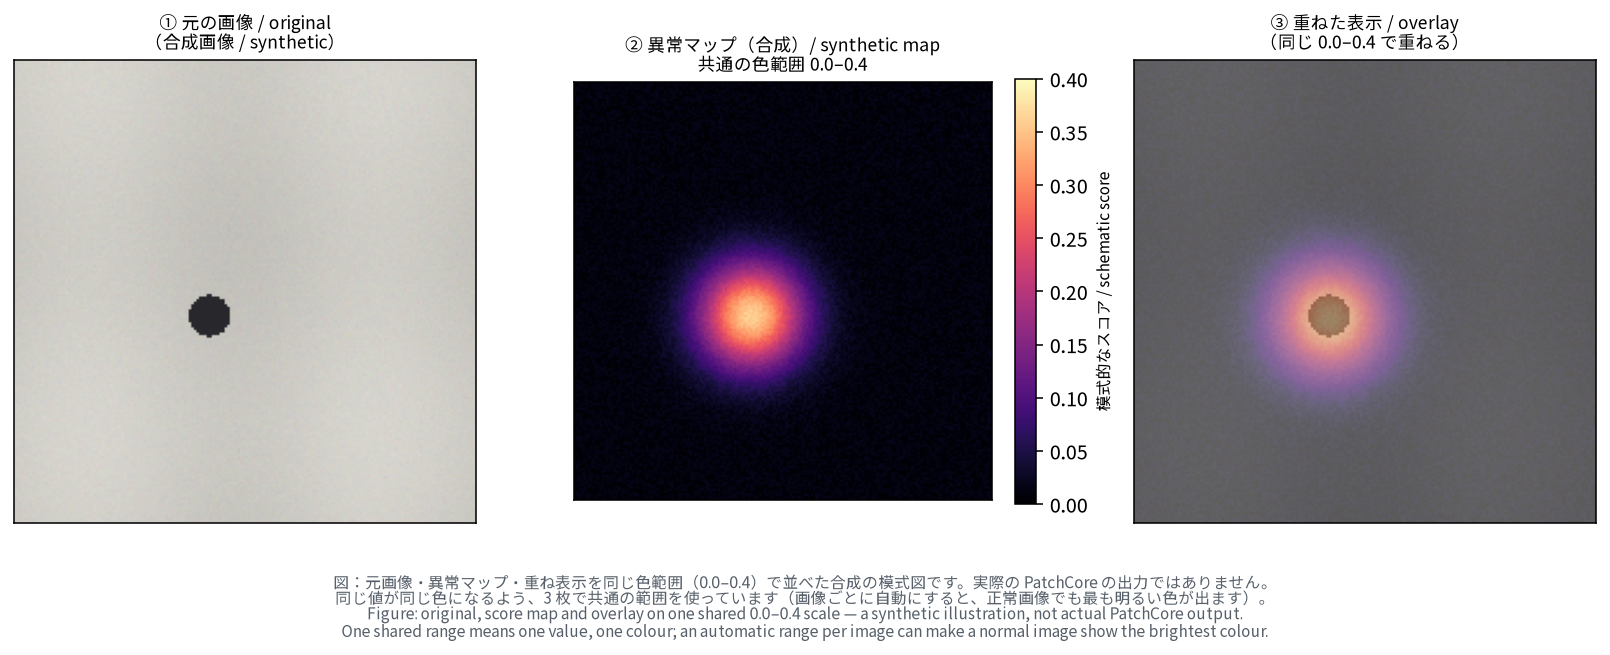 ① 元の画像 / original
（合成画像 / synthetic）
② 異常マップ（合成）/ synthetic map
共通の色範囲 0.0–0.4
③ 重ねた表示 / overlay
（同じ 0.0–0.4 で重ねる）
0.40
0.35
0.30
0.25
0.20
0.15
0.10
0.05
0.00
模式的なスコア / schematic score
図：元画像・異常マップ・重ね表示を同じ色範囲（0.0–0.4）で並べた合成の模式図です。実際の PatchCore の出力ではありません。
同じ値が同じ色になるよう、3 枚で共通の範囲を使っています（画像ごとに自動にすると、正常画像でも最も明るい色が出ます）。
Figure: original, score map and overlay on one shared 0.0–0.4 scale — a synthetic illustration, not actual PatchCore output.
One shared range means one value, one colour; an automatic range per image can make a normal image show the brightest colour.